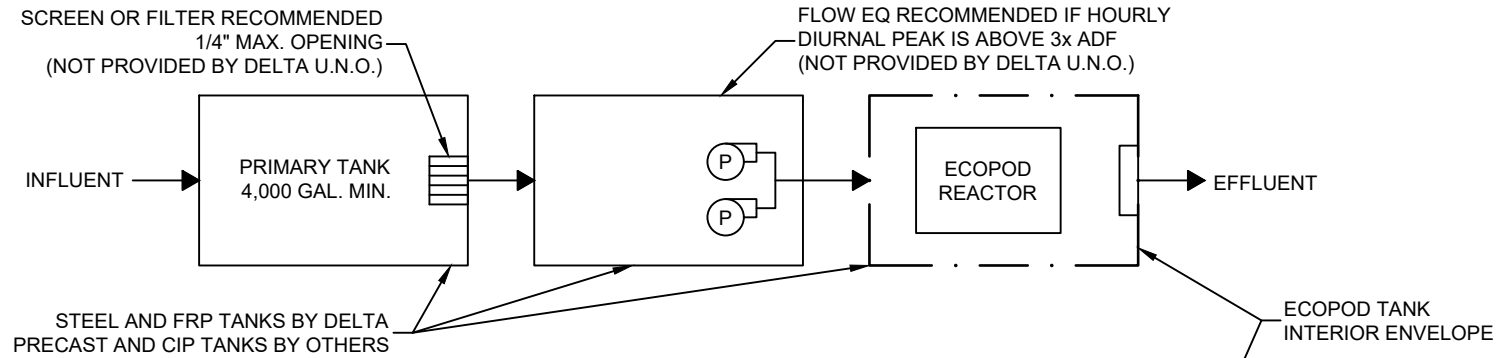 SCREEN OR FILTER RECOMMENDED
1/4" MAX. OPENING
(NOT PROVIDED BY DELTA U.N.O.)
FLOW EQ RECOMMENDED IF HOURLY
DIURNAL PEAK IS ABOVE 3x ADF
(NOT PROVIDED BY DELTA U.N.O.)
INFLUENT
PRIMARY TANK
4,000 GAL. MIN.
P
P
ECOPOD
REACTOR
EFFLUENT
STEEL AND FRP TANKS BY DELTA
PRECAST AND CIP TANKS BY OTHERS
ECOPOD TANK
INTERIOR ENVELOPE